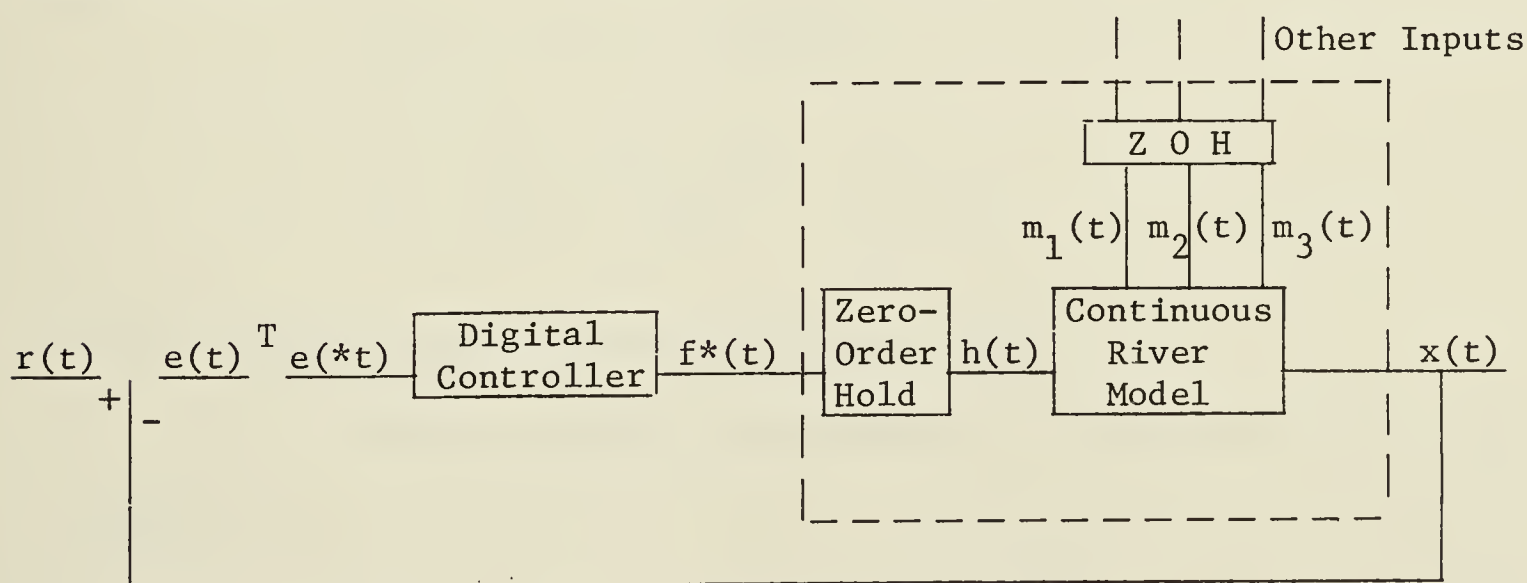 Other Inputs
Z O H
m₁(t) m₂(t) m₃(t)
r(t)
+
-
e(t)
T
e(*t)
Digital
Controller
f*(t)
Zero-
Order
Hold
h(t)
Continuous
River
Model
x(t)